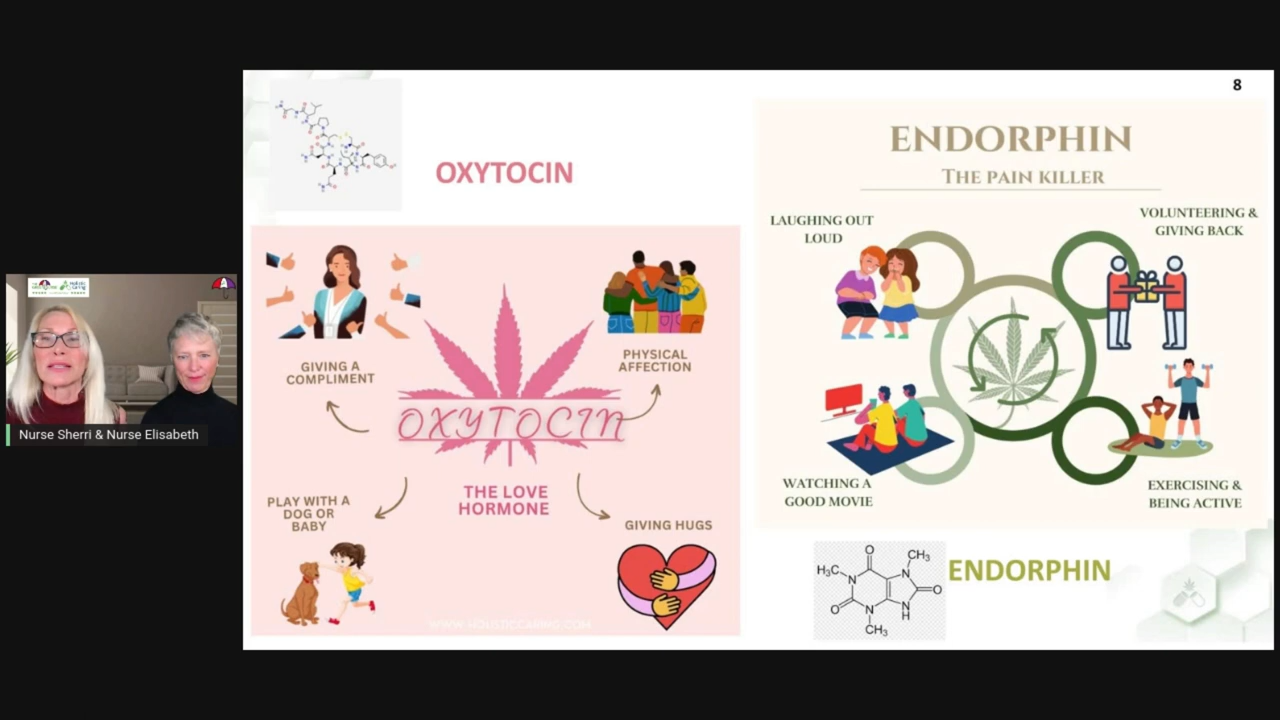 8
OXYTOCIN
ENDORPHIN
THE PAIN KILLER
GIVING A
COMPLIMENT
PHYSICAL
AFFECTION
OXYTOCIN
THE LOVE
HORMONE
PLAY WITH A
DOG OR
BABY
GIVING HUGS
WWW.HOLISTICCARING.COM
LAUGHING OUT
LOUD
VOLUNTEERING &
GIVING BACK
WATCHING A
GOOD MOVIE
EXERCISING &
BEING ACTIVE
ENDORPHIN
H₃C
O
CH₃
N
N
O
O
N
N
H
CH₃
Holistic
Caring
Nurse Sherri & Nurse Elisabeth